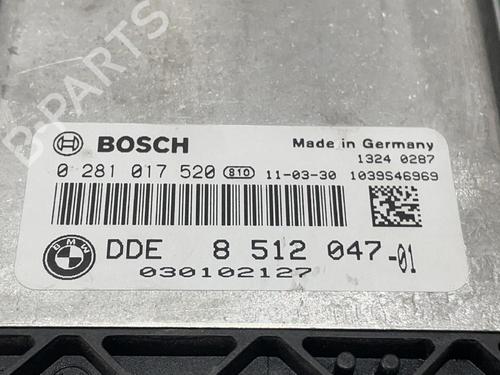 B-PARTS
BOSCH
Made in Germany
1324 0287
0 281 017 520 810 11-03-30 1039S46969
BMW
DDE 8 512 047-01
030102127